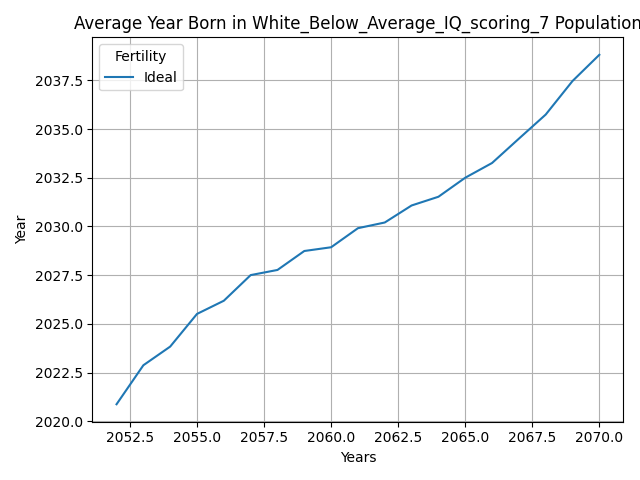 Average Year Born in White_Below_Average_IQ_scoring_7 Population
Fertility
Ideal
2037.5
2035.0
2032.5
2030.0
2027.5
2025.0
2022.5
2020.0
Year
2052.5 2055.0 2057.5 2060.0 2062.5 2065.0 2067.5 2070.0
Years